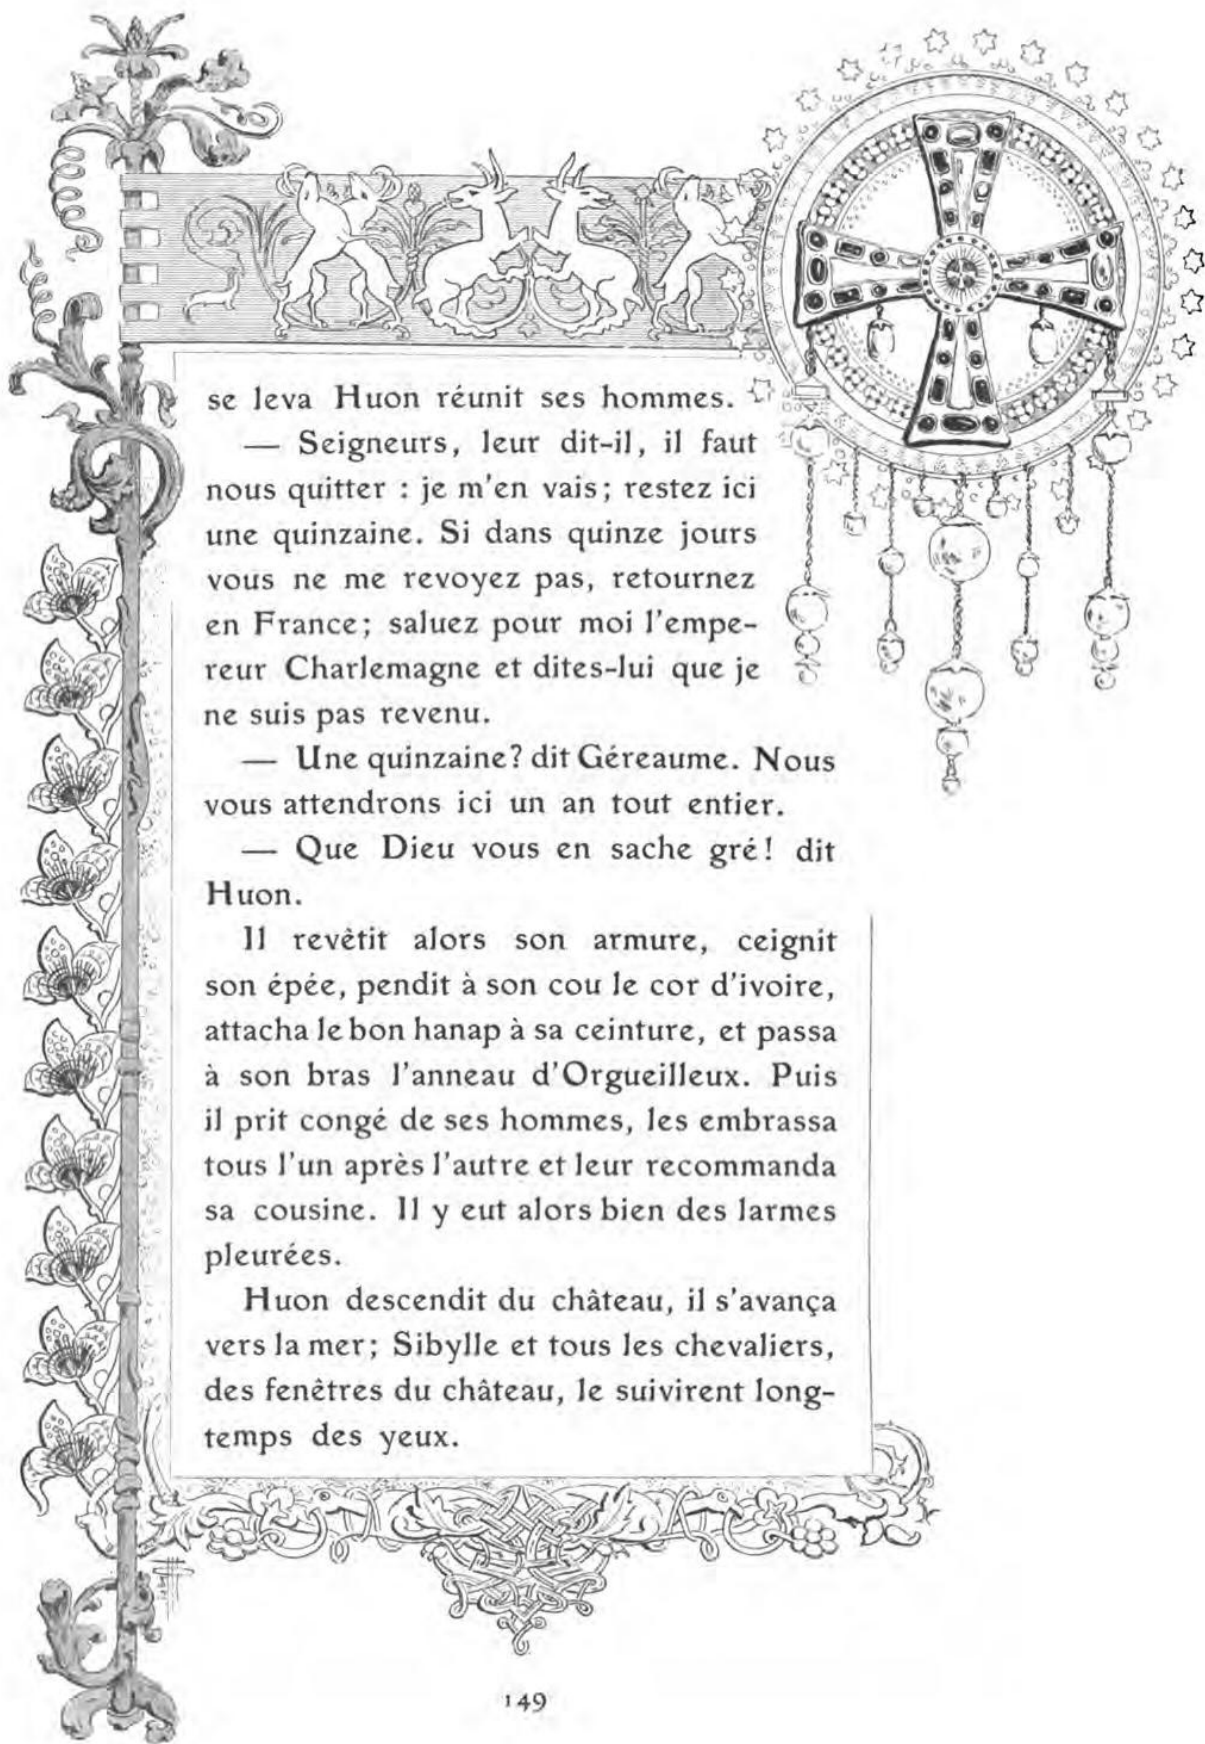 se leva Huon réunit ses hommes.
— Seigneurs, leur dit-il, il faut
nous quitter : je m'en vais; restez ici
une quinzaine. Si dans quinze jours
vous ne me revoyez pas, retournez
en France; saluez pour moi l'empe-
reur Charlemagne et dites-lui que je
ne suis pas revenu.
— Une quinzaine? dit Géreaume. Nous
vous attendrons ici un an tout entier.
— Que Dieu vous en sache gré! dit
Huon.
Il revêtit alors son armure, ceignit
son épée, pendit à son cou le cor d'ivoire,
attacha le bon hanap à sa ceinture, et passa
à son bras l'anneau d'Orgueilleux. Puis
il prit congé de ses hommes, les embrassa
tous l'un après l'autre et leur recommanda
sa cousine. Il y eut alors bien des larmes
pleurées.
Huon descendit du château, il s'avança
vers la mer; Sibylle et tous les chevaliers,
des fenêtres du château, le suivirent long-
temps des yeux.
149